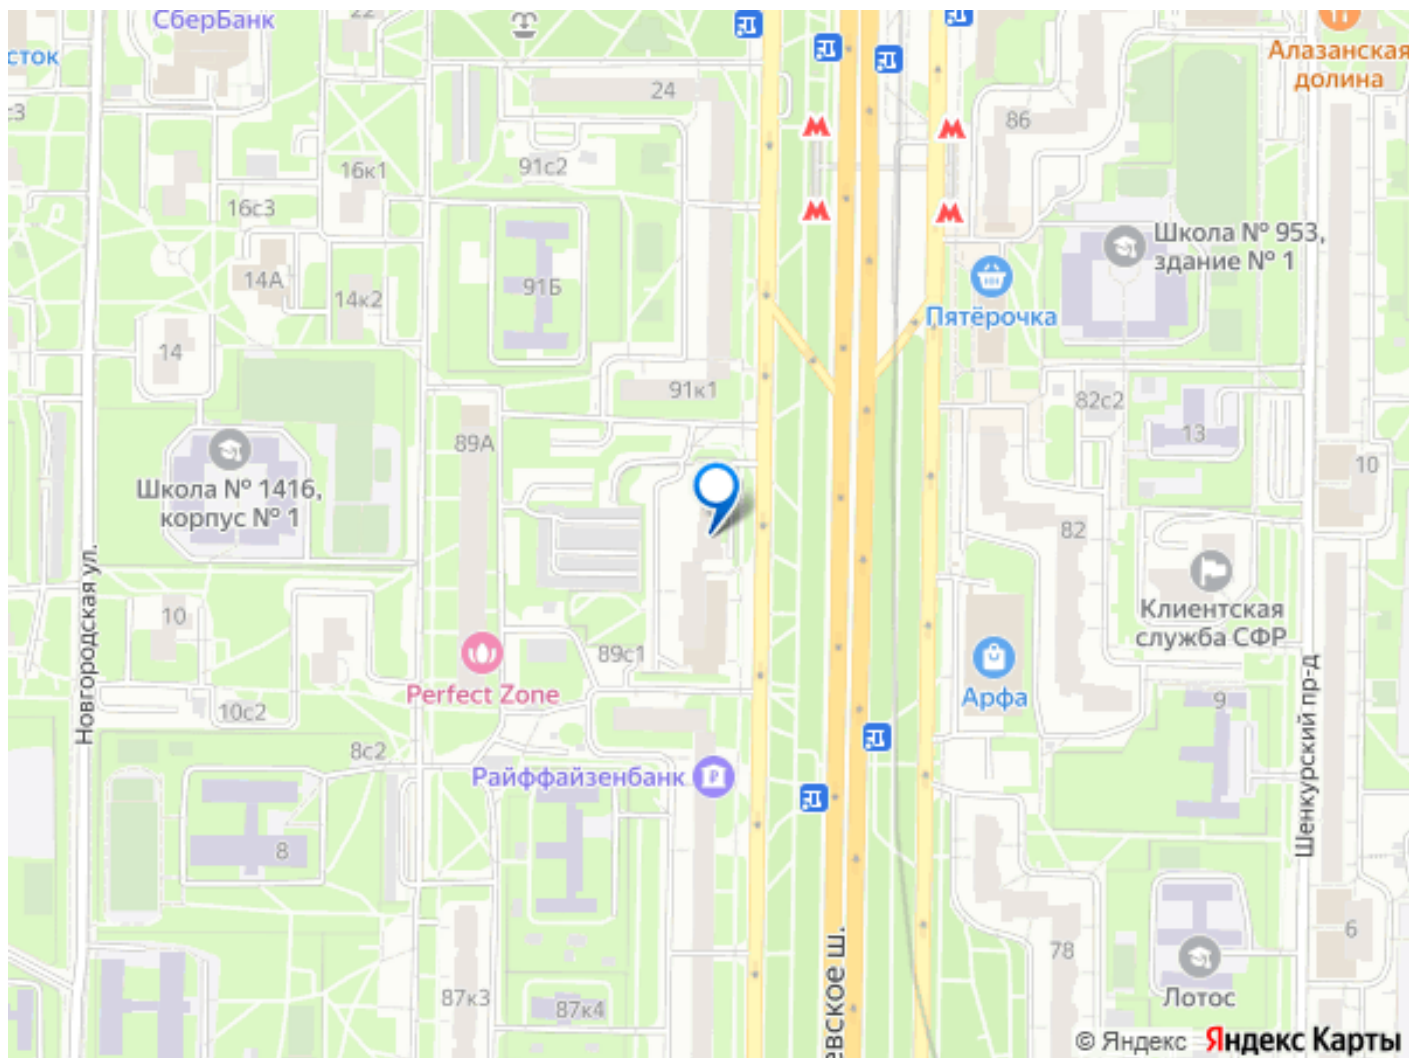 СберБанк
22
сток
24
Алазанская
долина
с3
86
91с2
16к1
16с3
Школа № 953,
здание № 1
14А
91Б
14к2
Пятёрочка
14
91к1
82с2
89А
13
10
Школа № 1416,
корпус № 1
82
Новгородская ул.
Клиентская
служба СФР
10
89с1
Perfect Zone
Арфа
9
10с2
8с2
Райффайзенбанк
Шенкурский пр-д
8
6
78
евское ш.
87к3
87к4
Лотос
© Яндекс Яндекс Карты